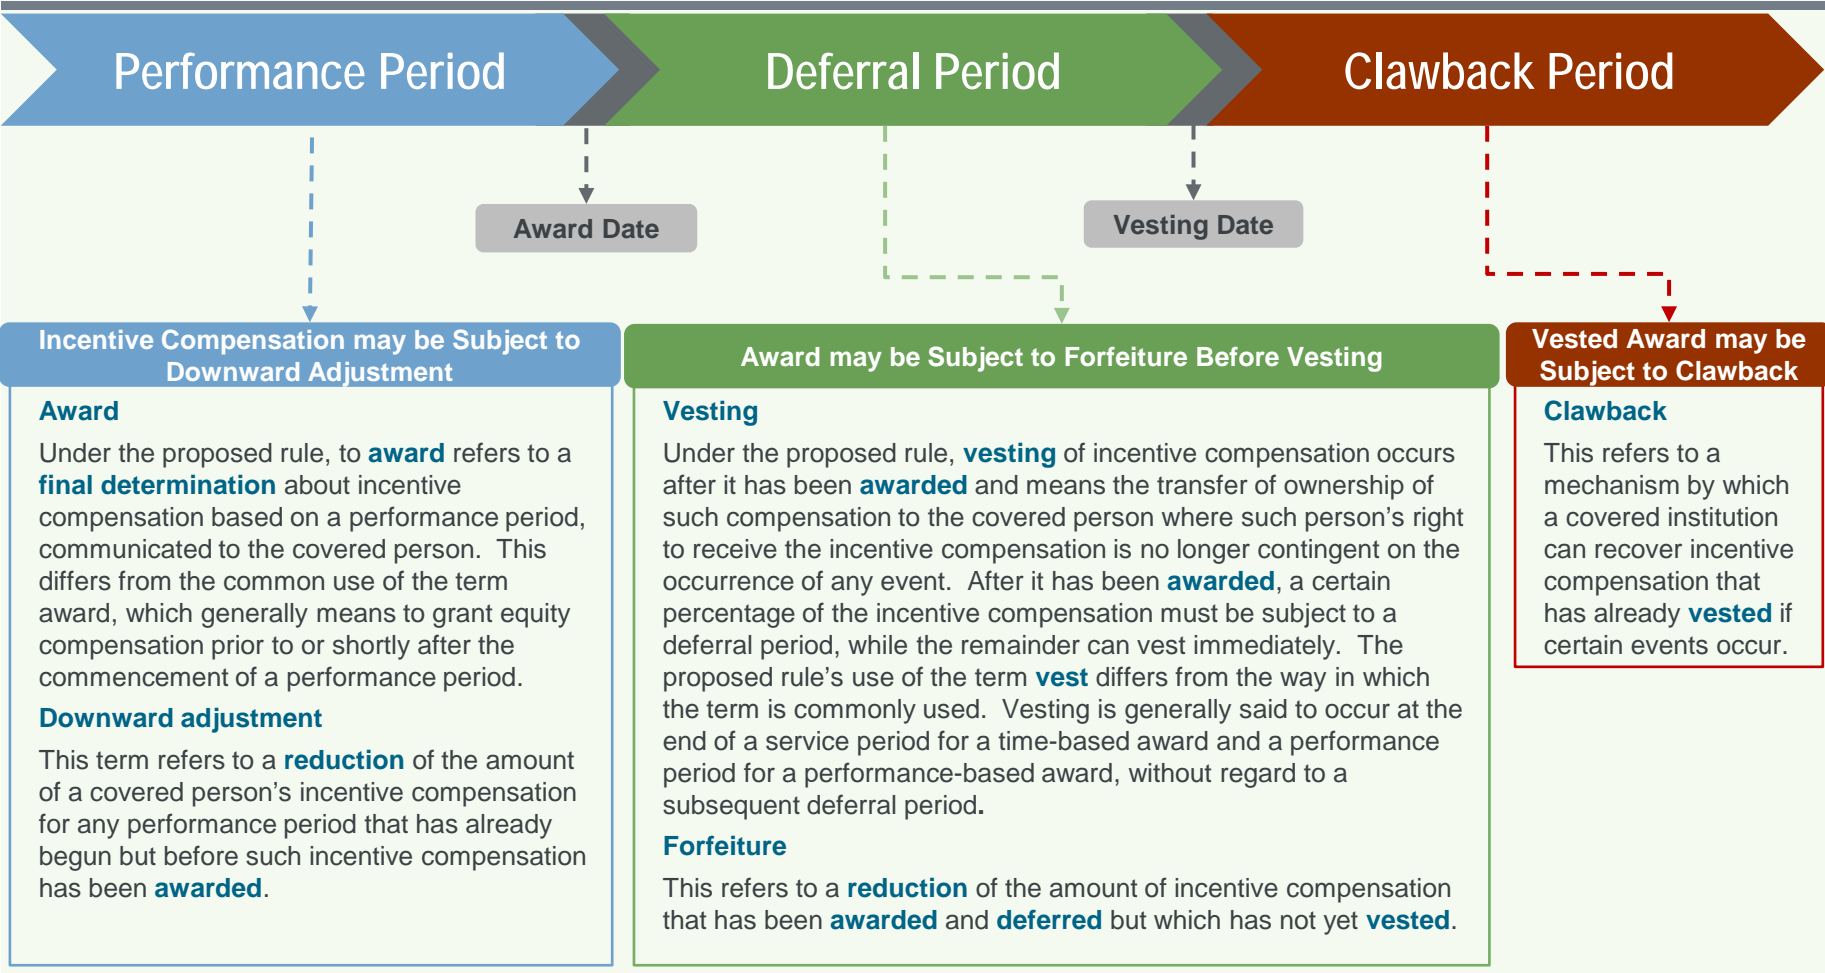 Performance Period
Deferral Period
Clawback Period
Award Date
Vesting Date
Incentive Compensation may be Subject to
Downward Adjustment
Award
Under the proposed rule, to award refers to a
final determination about incentive
compensation based on a performance period,
communicated to the covered person.  This
differs from the common use of the term
award, which generally means to grant equity
compensation prior to or shortly after the
commencement of a performance period.
Downward adjustment
This term refers to a reduction of the amount
of a covered person’s incentive compensation
for any performance period that has already
begun but before such incentive compensation
has been awarded.
Award may be Subject to Forfeiture Before Vesting
Vesting
Under the proposed rule, vesting of incentive compensation occurs
after it has been awarded and means the transfer of ownership of
such compensation to the covered person where such person’s right
to receive the incentive compensation is no longer contingent on the
occurrence of any event.  After it has been awarded, a certain
percentage of the incentive compensation must be subject to a
deferral period, while the remainder can vest immediately.  The
proposed rule’s use of the term vest differs from the way in which
the term is commonly used.  Vesting is generally said to occur at the
end of a service period for a time-based award and a performance
period for a performance-based award, without regard to a
subsequent deferral period.
Forfeiture
This refers to a reduction of the amount of incentive compensation
that has been awarded and deferred but which has not yet vested.
Vested Award may be
Subject to Clawback
Clawback
This refers to a
mechanism by which
a covered institution
can recover incentive
compensation that
has already vested if
certain events occur.